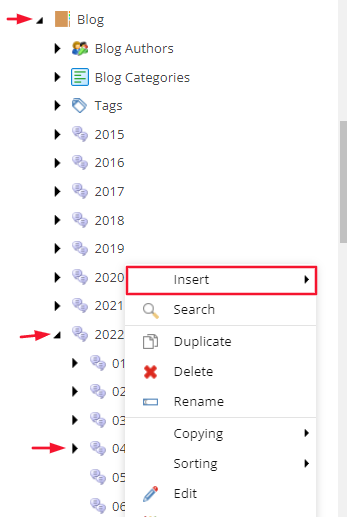 Blog
Blog Authors
Blog Categories
Tags
2015
2016
2017
2018
2019
2020
Insert
2021
Search
2022
Duplicate
01
Delete
02
Rename
03
Copying
04
Sorting
05
Edit
06